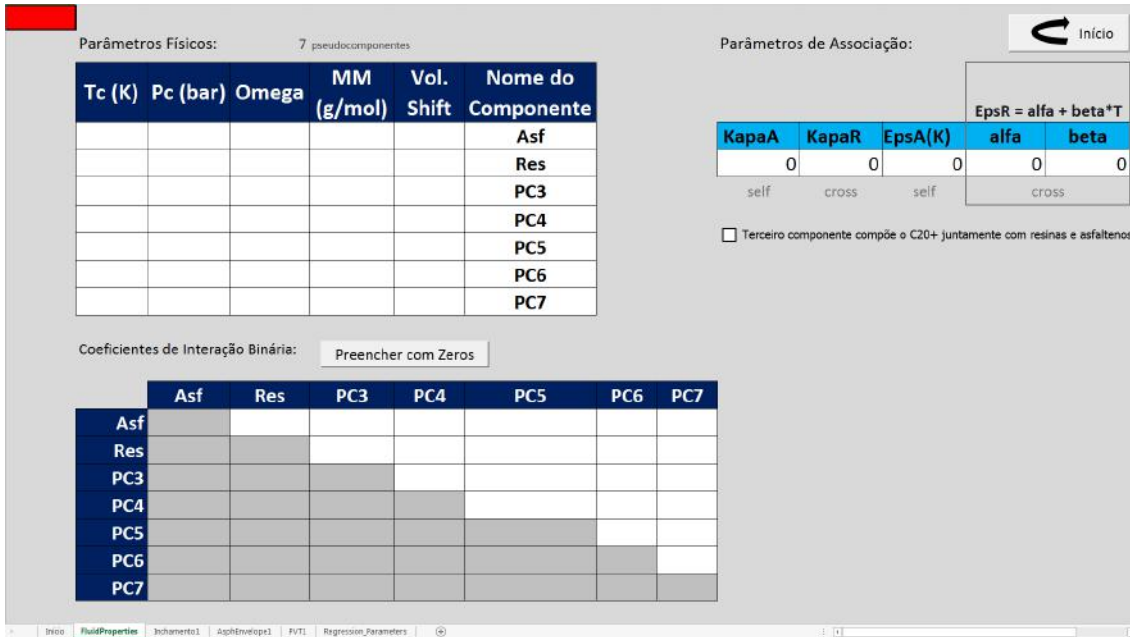 Parâmetros Físicos: 7 pseudocomponentes
Tc (K) Pc (bar) Omega MM (g/mol) Vol. Shift Nome do Componente
Asf
Res
PC3
PC4
PC5
PC6
PC7
Parâmetros de Associação:
Início
EpsR = alfa + beta*T
KapaA KapaR EpsA(K) alfa beta
0 0 0 0 0
self cross self cross
Terceiro componente compõe o C20+ juntamente com resinas e asfaltenos
Coeficientes de Interação Binária: Preencher com Zeros
Asf Res PC3 PC4 PC5 PC6 PC7
Asf
Res
PC3
PC4
PC5
PC6
PC7
Inicio FluidProperties Inchamento1 AsphEnvelope1 PVT1 Regression_Parameters